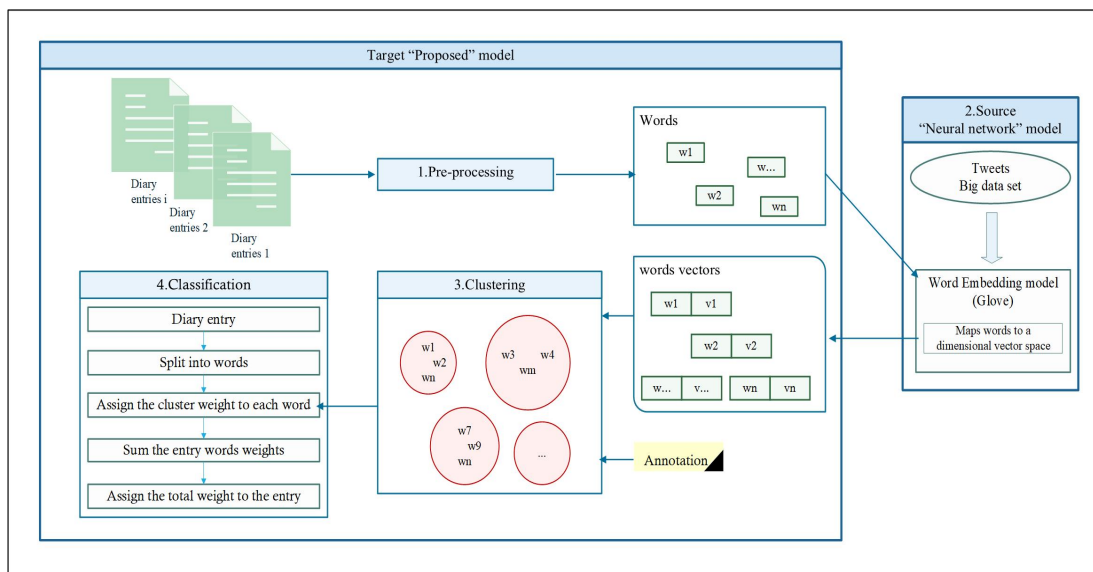 Target “Proposed” model
Diary
entries i
Diary
entries 2
Diary
entries 1
1.Pre-processing
Words
w1
w...
w2
wn
2.Source
“Neural network” model
Tweets
Big data set
Word Embedding model
(Glove)
Maps words to a
dimensional vector space
words vectors
w1 v1
w2 v2
w... v... wn vn
Annotation
3.Clustering
w1
w2
wn
w3 w4
wm
w7
w9
wn
...
4.Classification
Diary entry
Split into words
Assign the cluster weight to each word
Sum the entry words weights
Assign the total weight to the entry